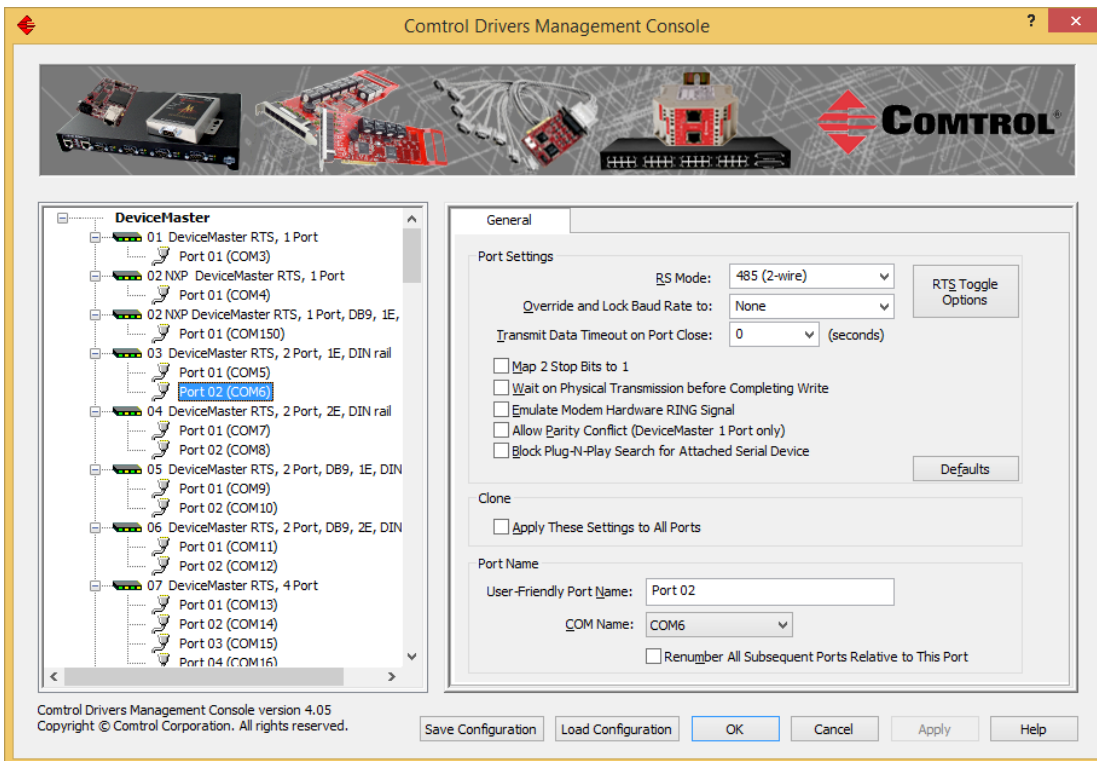 Comtrol Drivers Management Console
?
COMTROL®
DeviceMaster
01 DeviceMaster RTS, 1 Port
Port 01 (COM3)
02 NXP DeviceMaster RTS, 1 Port
Port 01 (COM4)
02 NXP DeviceMaster RTS, 1 Port, DB9, 1E,
Port 01 (COM150)
03 DeviceMaster RTS, 2 Port, 1E, DIN rail
Port 01 (COM5)
Port 02 (COM6)
04 DeviceMaster RTS, 2 Port, 2E, DIN rail
Port 01 (COM7)
Port 02 (COM8)
05 DeviceMaster RTS, 2 Port, DB9, 1E, DIN
Port 01 (COM9)
Port 02 (COM10)
06 DeviceMaster RTS, 2 Port, DB9, 2E, DIN
Port 01 (COM11)
Port 02 (COM12)
07 DeviceMaster RTS, 4 Port
Port 01 (COM13)
Port 02 (COM14)
Port 03 (COM15)
Port 04 (COM16)
General
Port Settings
RS Mode: 485 (2-wire)
RTS Toggle
Options
Override and Lock Baud Rate to: None
Transmit Data Timeout on Port Close: 0 (seconds)
Map 2 Stop Bits to 1
Wait on Physical Transmission before Completing Write
Emulate Modem Hardware RING Signal
Allow Parity Conflict (DeviceMaster 1 Port only)
Block Plug-N-Play Search for Attached Serial Device
Defaults
Clone
Apply These Settings to All Ports
Port Name
User-Friendly Port Name: Port 02
COM Name: COM6
Renumber All Subsequent Ports Relative to This Port
Comtrol Drivers Management Console version 4.05
Copyright © Comtrol Corporation. All rights reserved.
Save Configuration Load Configuration OK Cancel Apply Help